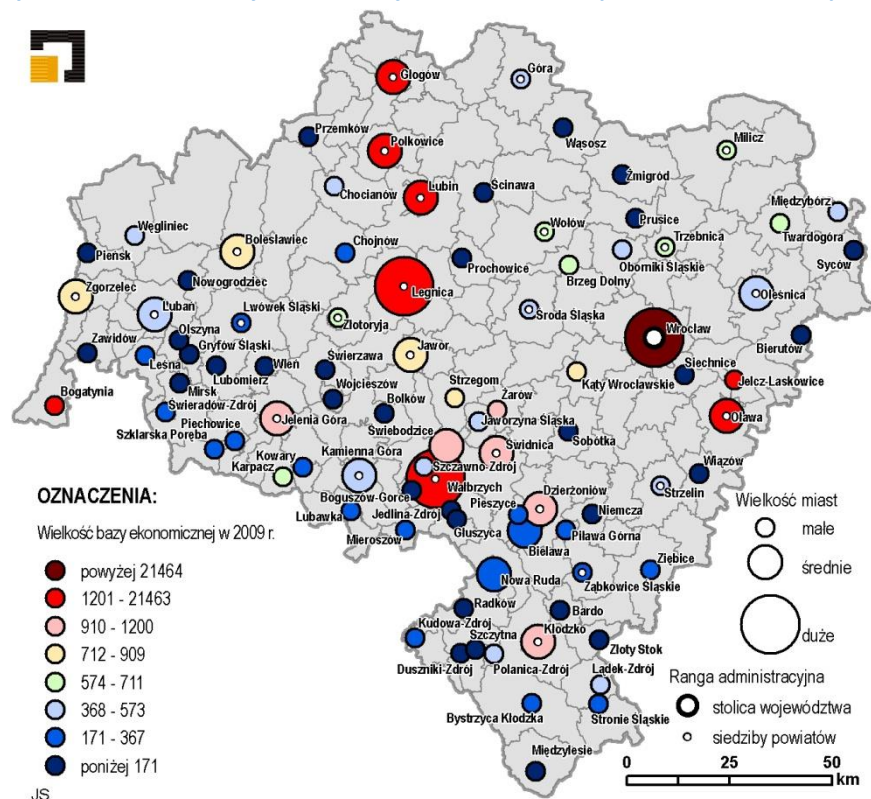 Głogów
Góra
Przemków
Wąsosz
Polkowice
Milicz
Żmigród
Lubin
Ścinawa
Chocianów
Międzybórz
Prusice
Węgliniec
Wołów
Trzebnica
Twardogóra
Bolesławiec
Chojnów
Pieńsk
Prochowice
Oborniki Śląskie
Syców
Brzeg Dolny
Nowogrodziec
Legnica
Zgorzelec
Oleśnica
Lubań
Lwówek Śląski
Złotoryja
Środa Śląska
Wrocław
Olszyna
Zawidów
Gryfów Śląski
Świerzawa
Jawor
Bierutów
Siechnice
Leśna
Lubomierz
Wleń
Kąty Wrocławskie
Jelcz-Laskowice
Mirsk
Wojcieszów
Strzegom
Żarów
Bogatynia
Świeradów-Zdrój
Bolków
Jaworzyna Śląska
Oława
Piechowice
Jelenia Góra
Świebodzice
Sobótka
Szklarska Poręba
Kowary
Kamienna Góra
Świdnica
Szczawno-Zdrój
Karpacz
Wiązów
Wałbrzych
Strzelin
Boguszów-Gorce
Dzierżoniów
Pieszyce
Niemcza
Lubawka
Jedlina-Zdrój
Głuszyca
Mieroszów
Piława Górna
Bielawa
Ziębice
Nowa Ruda
Ząbkowice Śląskie
Radków
Bardo
Kudowa-Zdrój
Szczytna
Kłodzko
Złoty Stok
Duszniki-Zdrój
Polanica-Zdrój
Lądek-Zdrój
Bystrzyca Kłodzka
Stronie Śląskie
Międzylesie
OZNACZENIA:
Wielkość bazy ekonomicznej w 2009 r.
powyżej 21464
1201 - 21463
910 - 1200
712 - 909
574 - 711
368 - 573
171 - 367
poniżej 171
JS
Wielkość miast
małe
średnie
duże
Ranga administracyjna
stolica województwa
siedziby powiatów
0 25 50
km